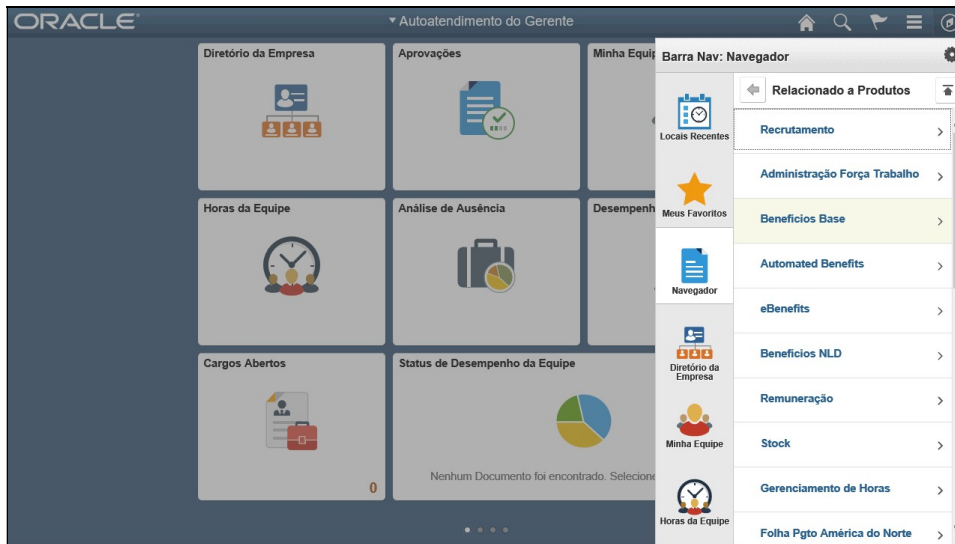 ORACLE
Autoatendimento do Gerente
Diretório da Empresa
Aprovações
Minha Equip
Horas da Equipe
Análise de Ausência
Desempenh
Cargos Abertos
0
Status de Desempenho da Equipe
Nenhum Documento foi encontrado. Selecione
Barra Nav: Navegador
Locais Recentes
Meus Favoritos
Navegador
Diretório da
Empresa
Minha Equipe
Horas da Equipe
Relacionado a Produtos
Recrutamento
Administração Força Trabalho
Benefícios Base
Automated Benefits
eBenefits
Benefícios NLD
Remuneração
Stock
Gerenciamento de Horas
Folha Pgto América do Norte